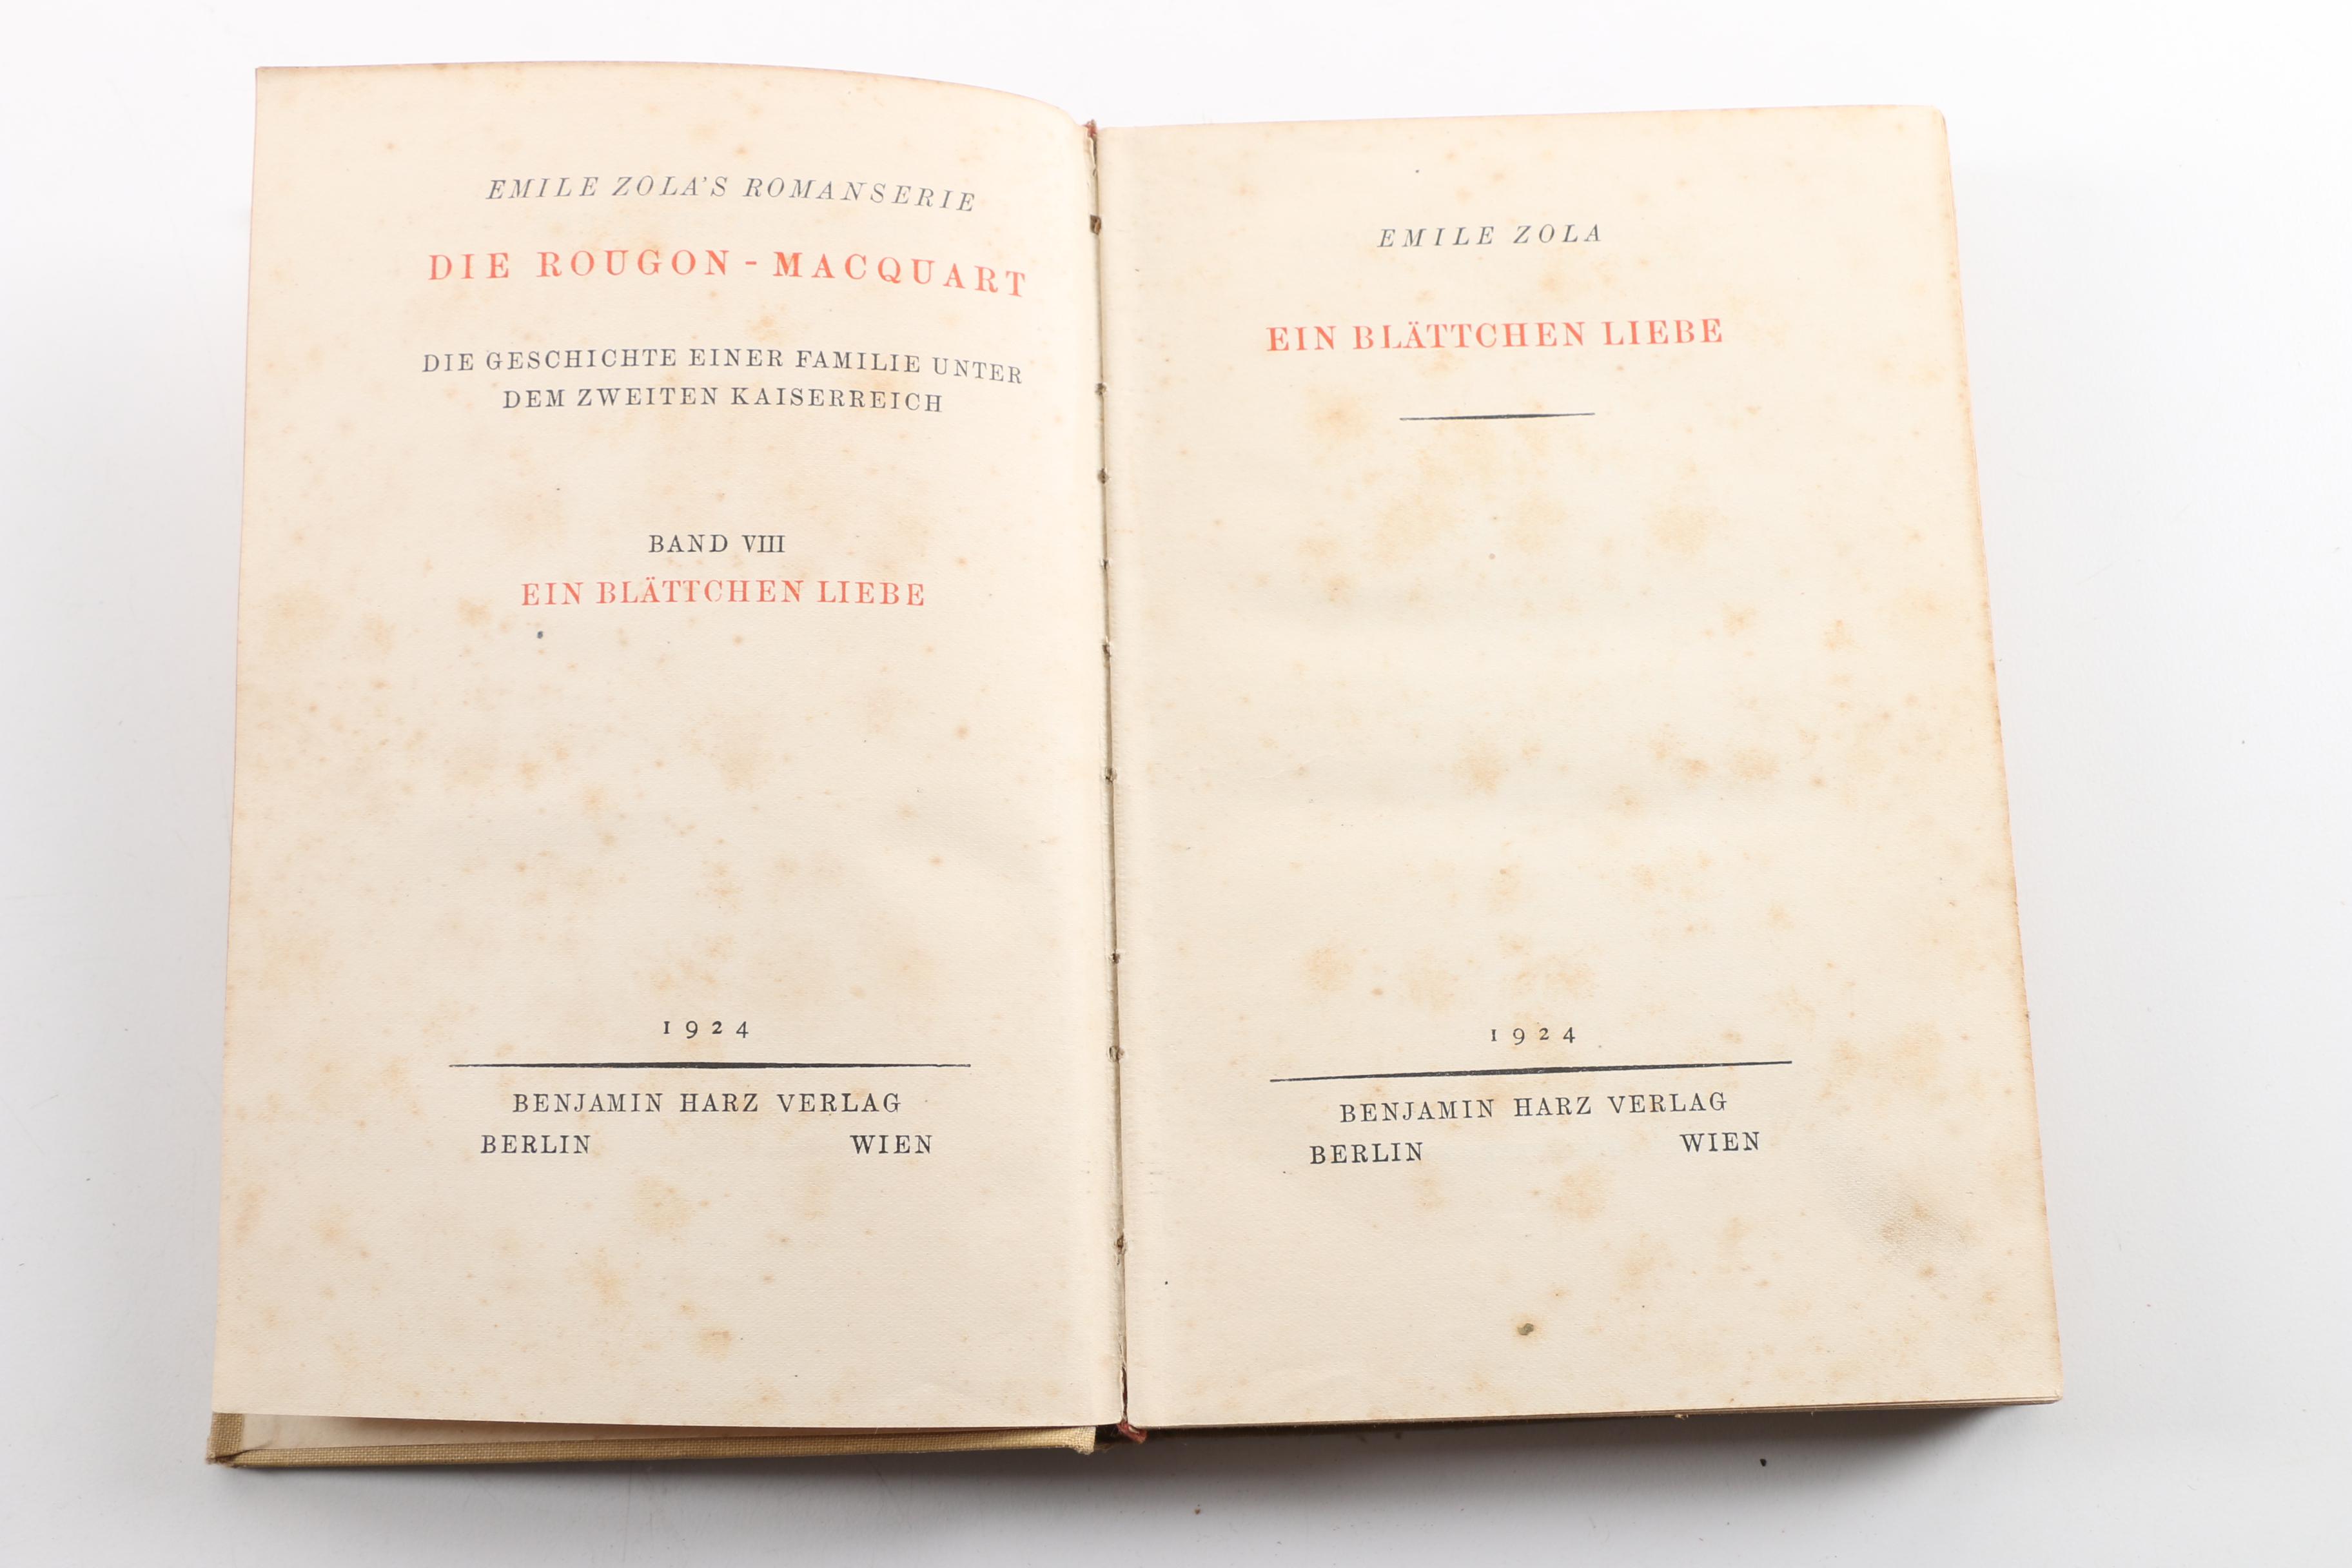 EMILE ZOLA'S ROMANSERIE
DIE ROUGON - MACQUART
DIE GESCHICHTE EINER FAMILIE UNTER
DEM ZWEITEN KAISERREICH
BAND VIII
EIN BLÄTTCHEN LIEBE
1924
BENJAMIN HARZ VERLAG
BERLIN WIEN
EMILE ZOLA
EIN BLÄTTCHEN LIEBE
1924
BENJAMIN HARZ VERLAG
BERLIN WIEN